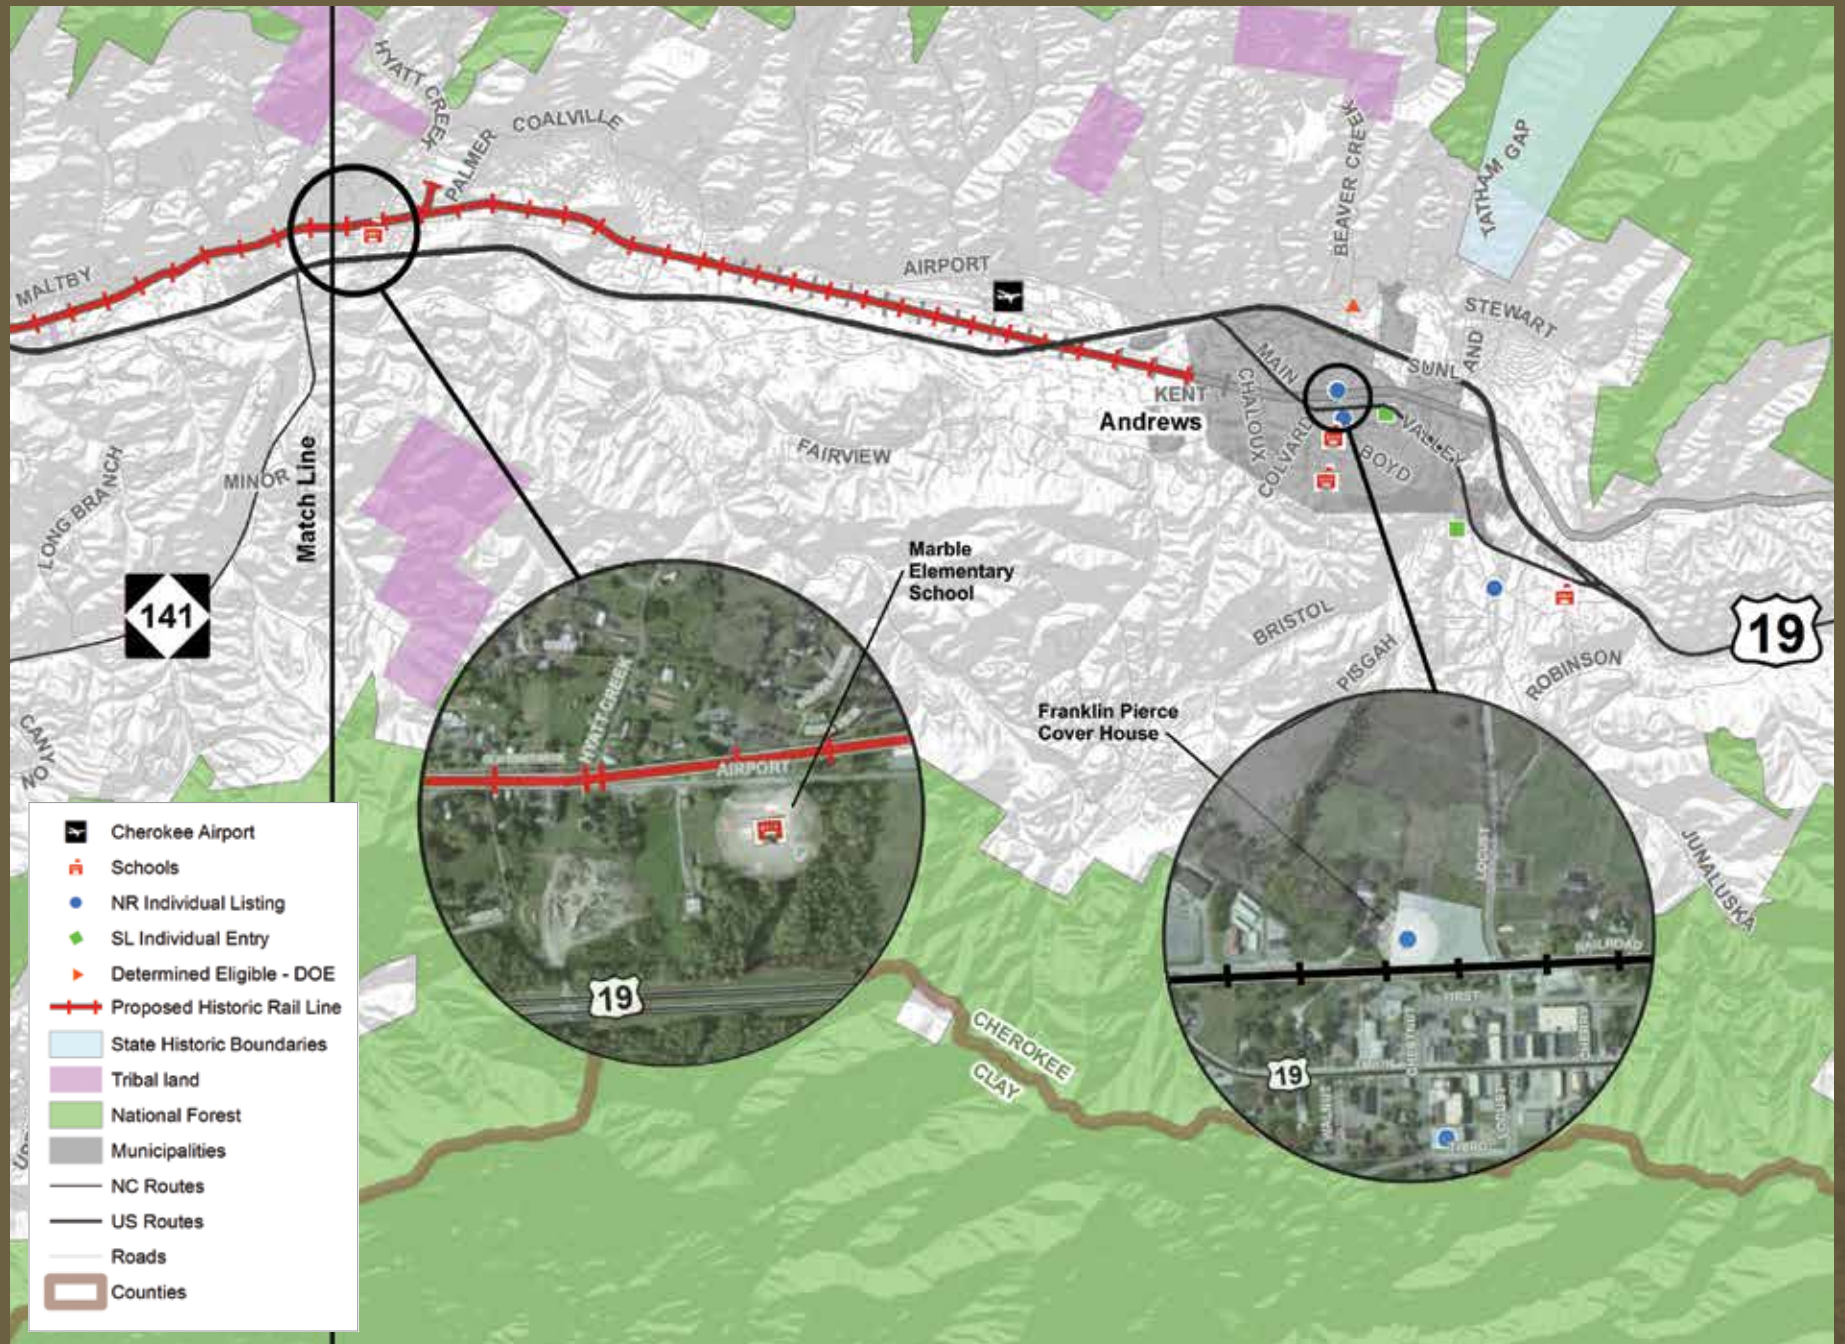 HYATT CREEK
PALMER
COALVILLE
BEAVER CREEK
TATHAM GAP
MALTBY
AIRPORT
STEWART
AND
SUNL
MAIN
KENT
CHALOUX
Andrews
COLVARD
VALLEY
BOYD
FAIRVIEW
LONG BRANCH
MINOR
Match Line
141
Marble
Elementary
School
BRISTOL
PISGAH
ROBINSON
19
CANYON
Franklin Pierce
Cover House
HYATT CREEK
AIRPORT
19
LOCUST
RAILROAD
FIRST
CHESTNUT
CHERRY
19
WALNUT
LOCUST
THIRD
JUNALUSKA
CHEROKEE
CLAY
Cherokee Airport
Schools
NR Individual Listing
SL Individual Entry
Determined Eligible - DOE
Proposed Historic Rail Line
State Historic Boundaries
Tribal land
National Forest
Municipalities
NC Routes
US Routes
Roads
Counties